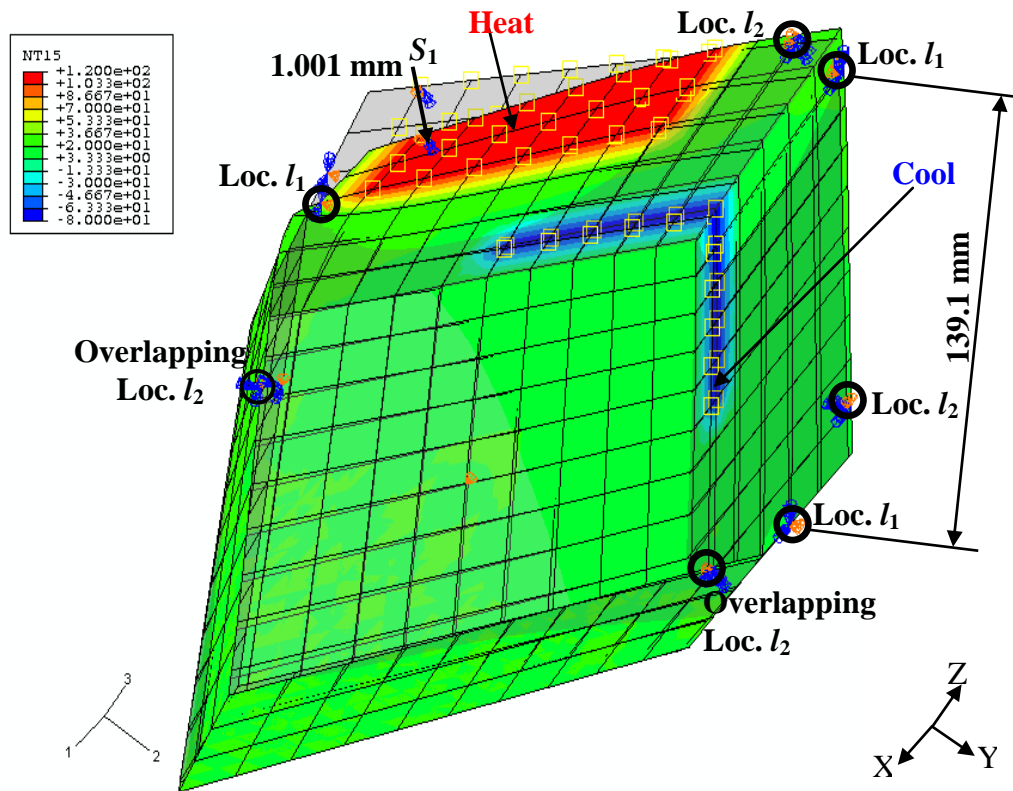 NT15
+1.200e+02
+1.033e+02
+8.667e+01
+7.000e+01
+5.333e+01
+3.667e+01
+2.000e+01
+3.333e+00
-1.333e+01
-3.000e+01
-4.667e+01
-6.333e+01
-8.000e+01
Heat
Loc. l2
Loc. l1
1.001 mm S1
Loc. l1
Cool
139.1 mm
Overlapping
Loc. l2
Loc. l2
Loc. l1
Overlapping
Loc. l2
3
1
2
Z
X
Y